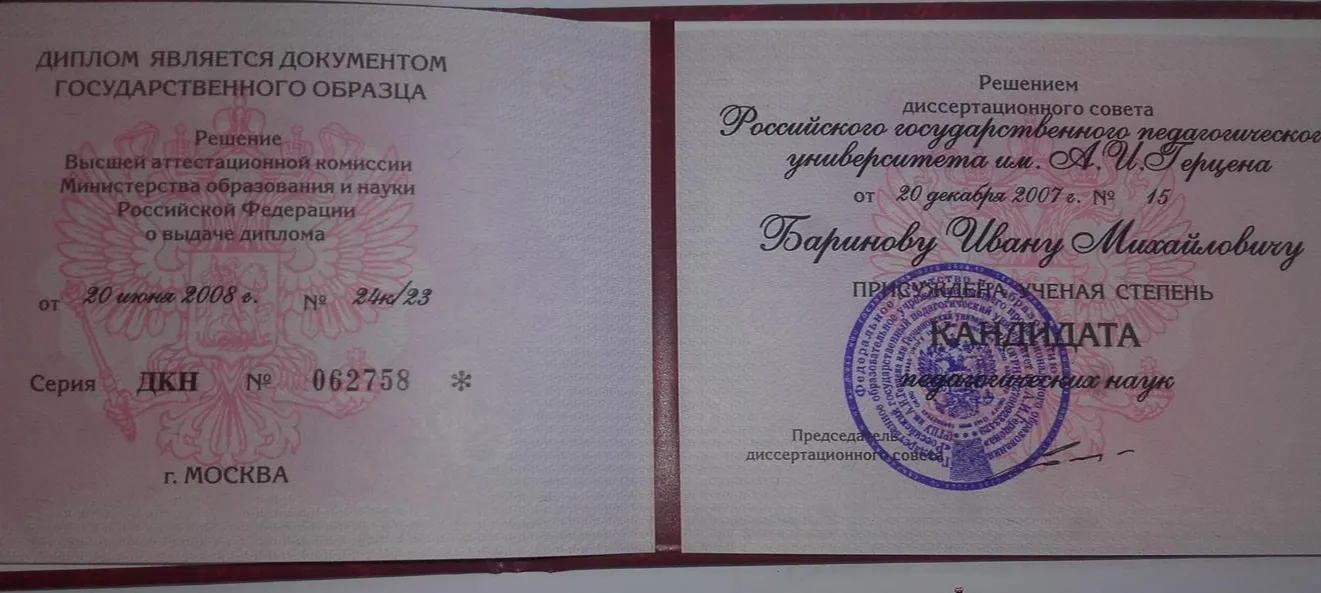 ДИПЛОМ ЯВЛЯЕТСЯ ДОКУМЕНТОМ
ГОСУДАРСТВЕННОГО ОБРАЗЦА
Решение
Высшей аттестационной комиссии
Министерства образования и науки
Российской Федерации
о выдаче диплома
от 20 июня 2008 г. № 24к/23
Серия ДКН № 062758 *
г. МОСКВА
Решением
диссертационного совета
Российского государственного педагогического
университета им. А.И.Герцена
от 20 декабря 2007 г. № 15
Баринову Ивану Михайловичу
ПРИСУЖДЕНА УЧЕНАЯ СТЕПЕНЬ
КАНДИДАТА
педагогических наук
Председатель
диссертационного совета